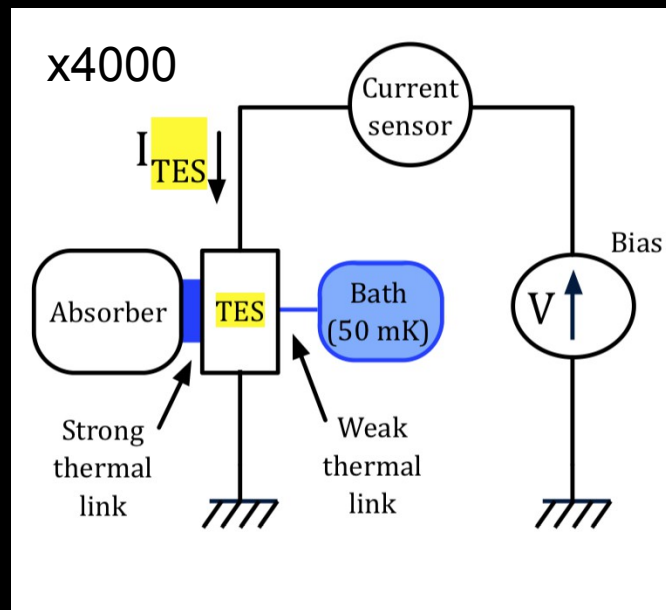 x4000
Current
sensor
I TES
Bias
Absorber
TES
Bath
(50 mK)
V
Strong
thermal
link
Weak
thermal
link